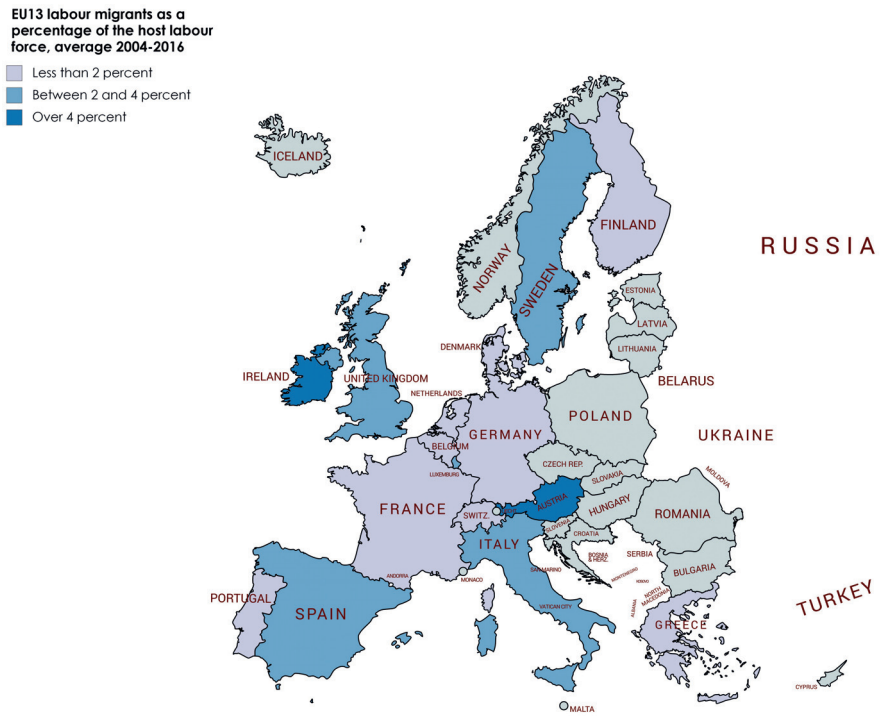 EU13 labour migrants as a
percentage of the host labour
force, average 2004-2016
Less than 2 percent
Between 2 and 4 percent
Over 4 percent
ICELAND
FINLAND
RUSSIA
NORWAY
SWEDEN
ESTONIA
LATVIA
LITHUANIA
DENMARK
IRELAND
UNITED KINGDOM
BELARUS
NETHERLANDS
POLAND
GERMANY
UKRAINE
BELGIUM
CZECH REP.
LUXEMBURG
SLOVAKIA
MOLDOVA
AUSTRIA
HUNGARY
FRANCE
SWITZ.
ROMANIA
SLOVENIA
CROATIA
ITALY
BOSNIA
& HERZ.
SERBIA
SAN MARINO
MONACO
ANDORRA
MONTENEGRO
KOSOVO
BULGARIA
NORTH
MACEDONIA
PORTUGAL
SPAIN
VATICAN CITY
ALBANIA
TURKEY
GREECE
CYPRUS
MALTA